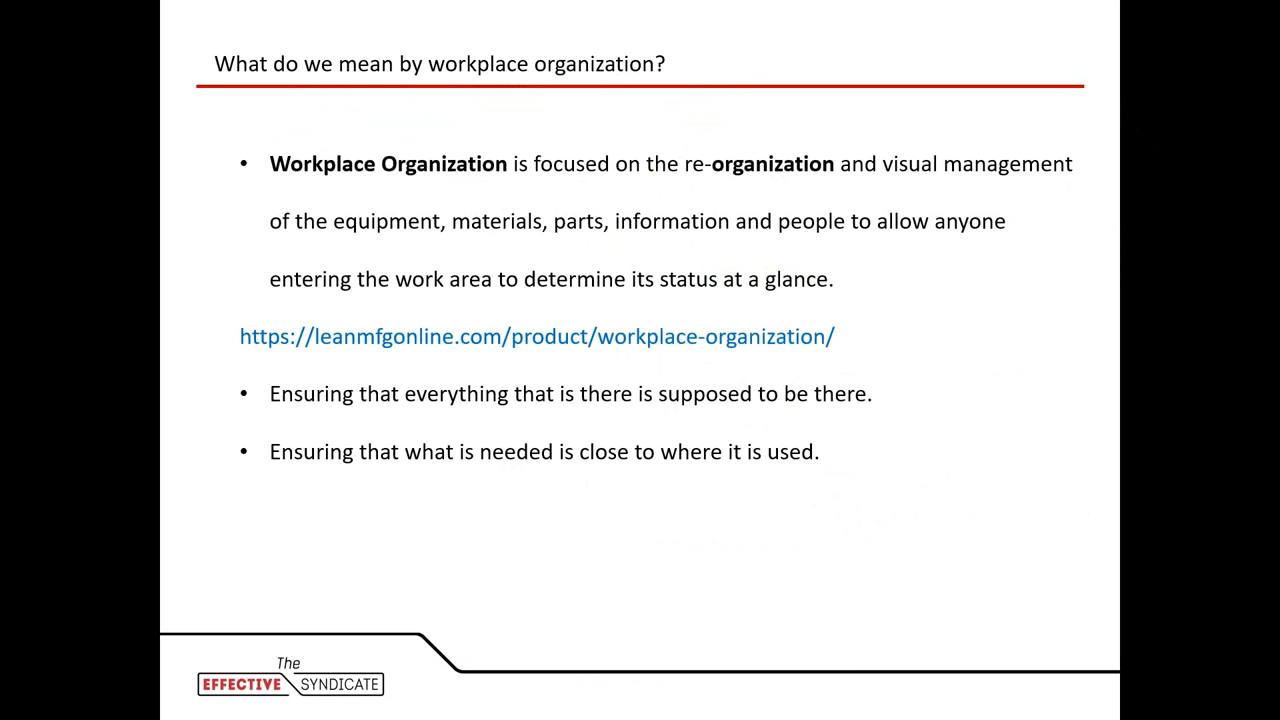 What do we mean by workplace organization?
• Workplace Organization is focused on the re-organization and visual management
of the equipment, materials, parts, information and people to allow anyone
entering the work area to determine its status at a glance.
https://leanmfgonline.com/product/workplace-organization/
• Ensuring that everything that is there is supposed to be there.
• Ensuring that what is needed is close to where it is used.
The
EFFECTIVE SYNDICATE